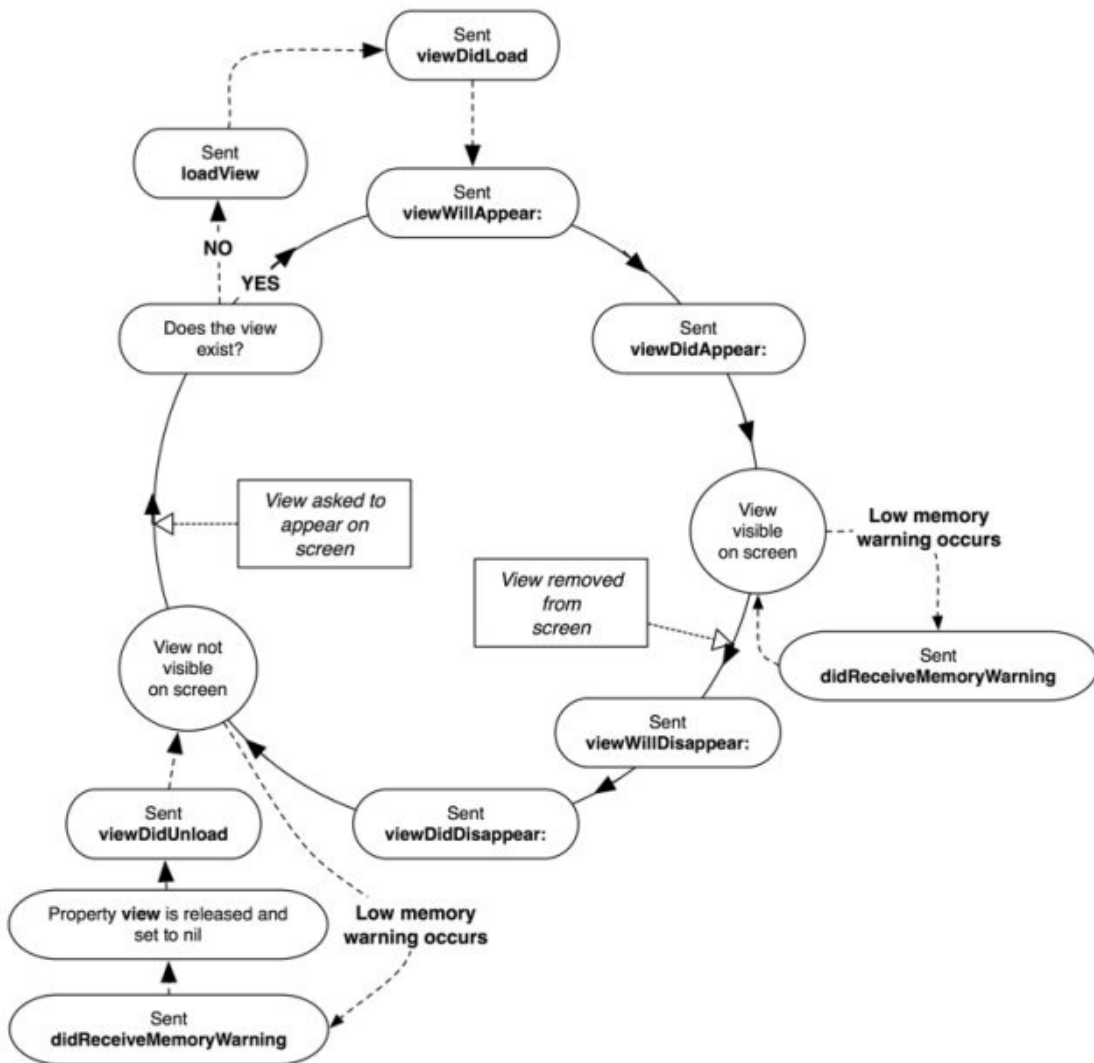 Sent
viewDidLoad
Sent
loadView
Sent
viewWillAppear:
NO
YES
Does the view
exist?
Sent
viewDidAppear:
View asked to
appear on
screen
View
visible
on screen
Low memory
warning occurs
View removed
from
screen
View not
visible
on screen
Sent
didReceiveMemoryWarning
Sent
viewWillDisappear:
Sent
viewDidUnload
Sent
viewDidDisappear:
Property view is released and
set to nil
Low memory
warning occurs
Sent
didReceiveMemoryWarning